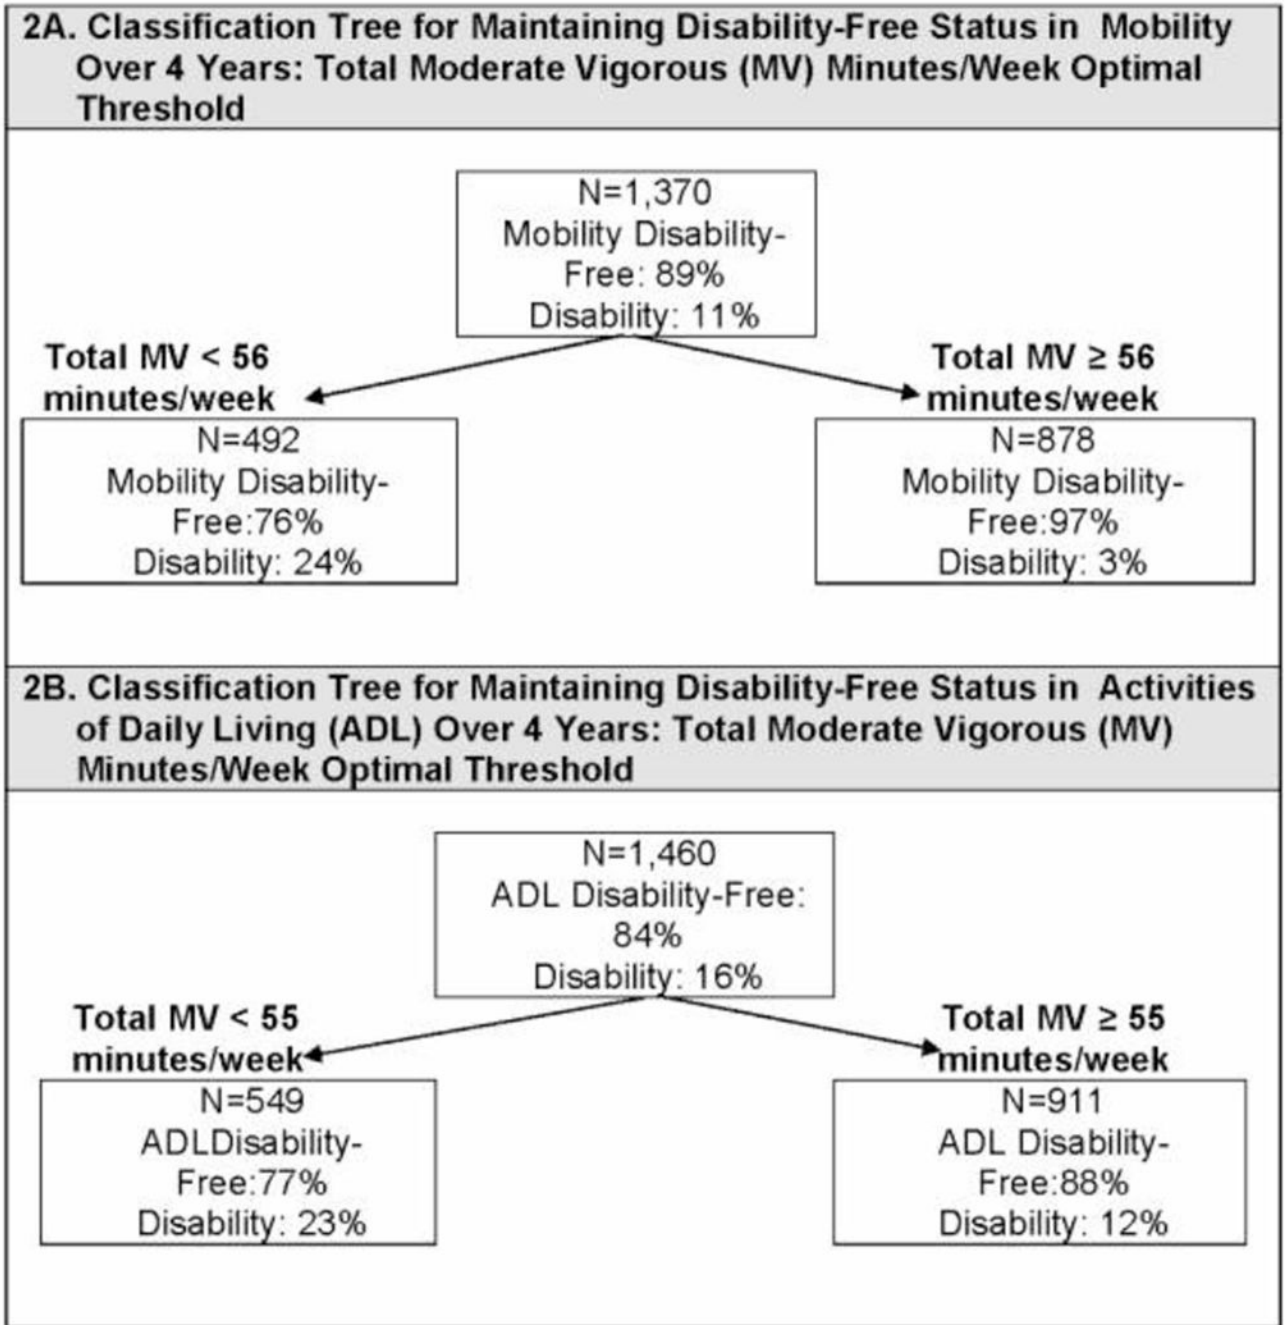 2A. Classification Tree for Maintaining Disability-Free Status in Mobility
Over 4 Years: Total Moderate Vigorous (MV) Minutes/Week Optimal
Threshold
N=1,370
Mobility Disability-
Free: 89%
Disability: 11%
Total MV < 56
minutes/week
Total MV ≥ 56
minutes/week
N=492
Mobility Disability-
Free:76%
Disability: 24%
N=878
Mobility Disability-
Free:97%
Disability: 3%
2B. Classification Tree for Maintaining Disability-Free Status in Activities
of Daily Living (ADL) Over 4 Years: Total Moderate Vigorous (MV)
Minutes/Week Optimal Threshold
N=1,460
ADL Disability-Free:
84%
Disability: 16%
Total MV < 55
minutes/week
Total MV ≥ 55
minutes/week
N=549
ADLDisability-
Free:77%
Disability: 23%
N=911
ADL Disability-
Free:88%
Disability: 12%